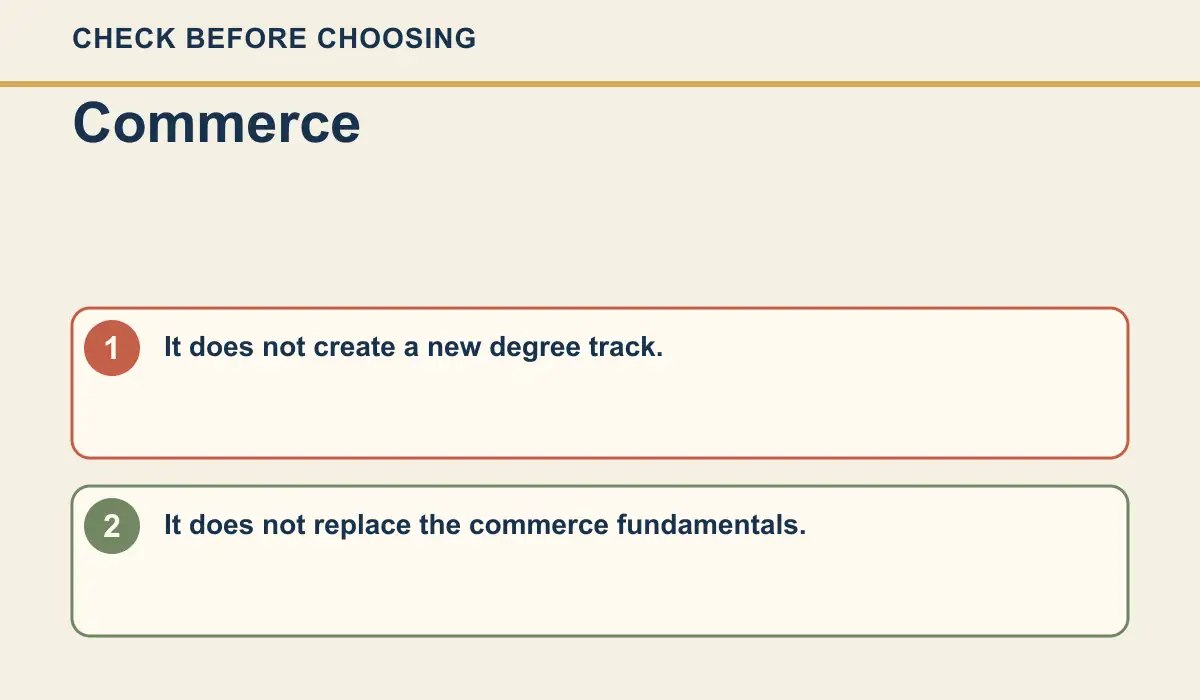 CHECK BEFORE CHOOSING
Commerce
1 It does not create a new degree track.
2 It does not replace the commerce fundamentals.